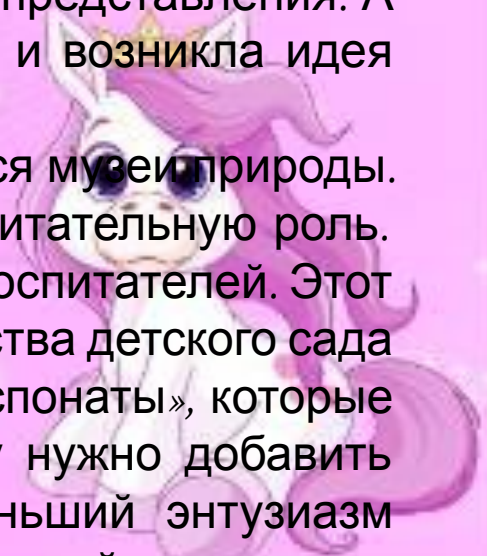 представления. А
и возникла идея
ся музеи природы.
итательную роль.
оспитателей. Этот
ства детского сада
спонаты», которые
нужно добавить
ньший энтузиазм